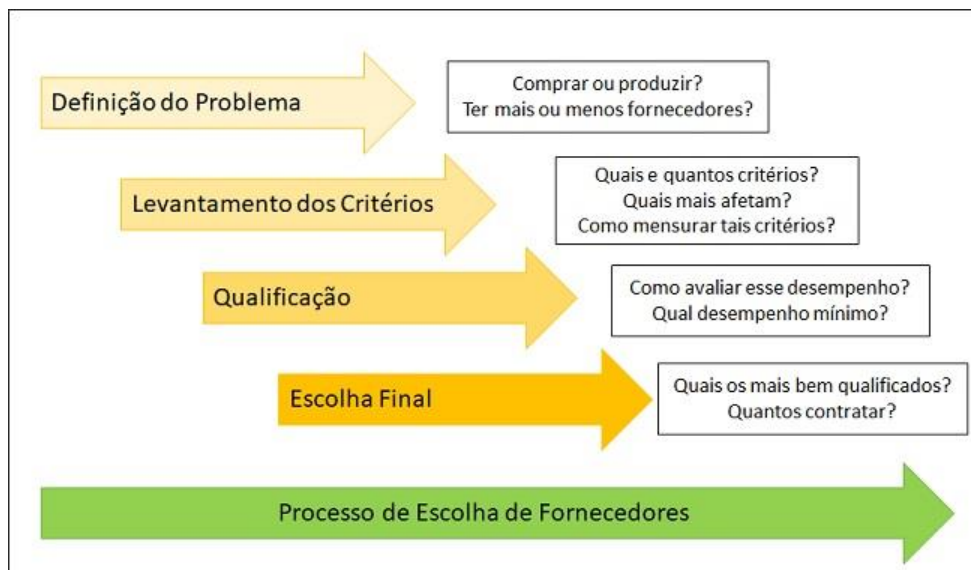 Definição do Problema
Comprar ou produzir?
Ter mais ou menos fornecedores?
Levantamento dos Critérios
Quais e quantos critérios?
Quais mais afetam?
Como mensurar tais critérios?
Qualificação
Como avaliar esse desempenho?
Qual desempenho mínimo?
Escolha Final
Quais os mais bem qualificados?
Quantos contratar?
Processo de Escolha de Fornecedores